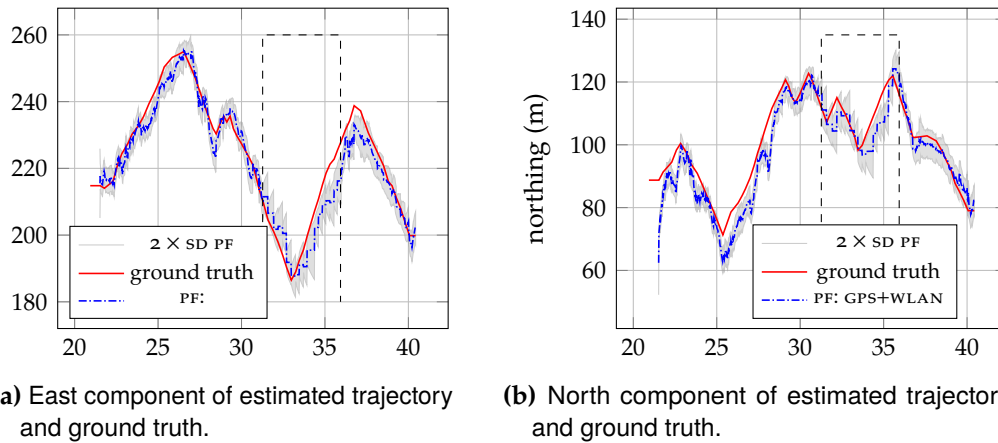 260
240
220
200
180
2 × SD PF
ground truth
PF:
20 25 30 35 40
a) East component of estimated trajectory
and ground truth.
northing (m)
140
120
100
80
60
2 × SD PF
ground truth
PF: GPS+WLAN
20 25 30 35 40
(b) North component of estimated trajector
and ground truth.